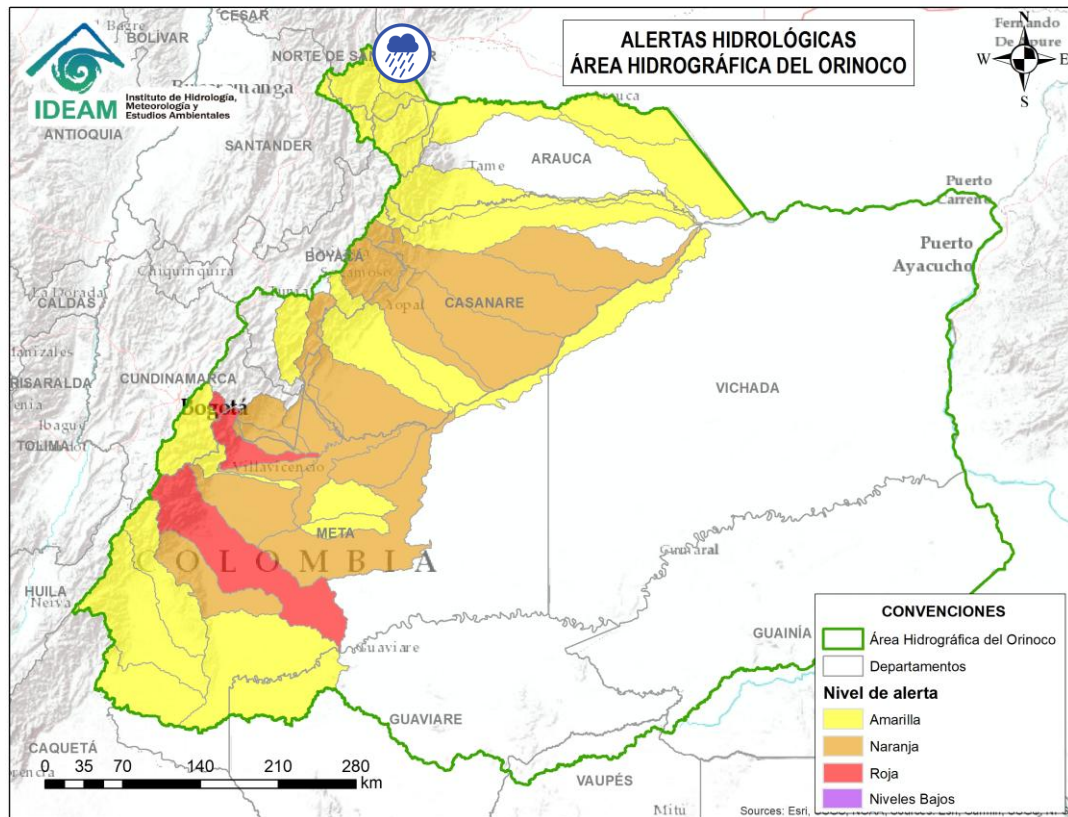 ALERTAS HIDROLÓGICAS
ÁREA HIDROGRÁFICA DEL ORINOCO
IDEAM
Instituto de Hidrología,
Meteorología y
Estudios Ambientales
N
W
E
S
CESAR
BOLÍVAR
NORTE DE
Fernando
De Apure
ANTIOQUIA
SANTANDER
Tame
ARAUCA
Puerto
Carreño
Puerto
Ayacucho
BOYACÁ
Chiquinquira
CALDAS
Yopal
CASANARE
RISARALDA
CUNDINAMARCA
Bogotá
VICHADA
Ibague
TOLIMA
Villavicencio
META
COLOMBIA
HUILA
Neiva
Guaviare
GUAINÍA
GUAVIARE
CAQUETÁ
VAUPÉS
Mitú
0 35 70 140 210 280
km
CONVENCIONES
Área Hidrográfica del Orinoco
Departamentos
Nivel de alerta
Amarilla
Naranja
Roja
Niveles Bajos
Sources: Esri,